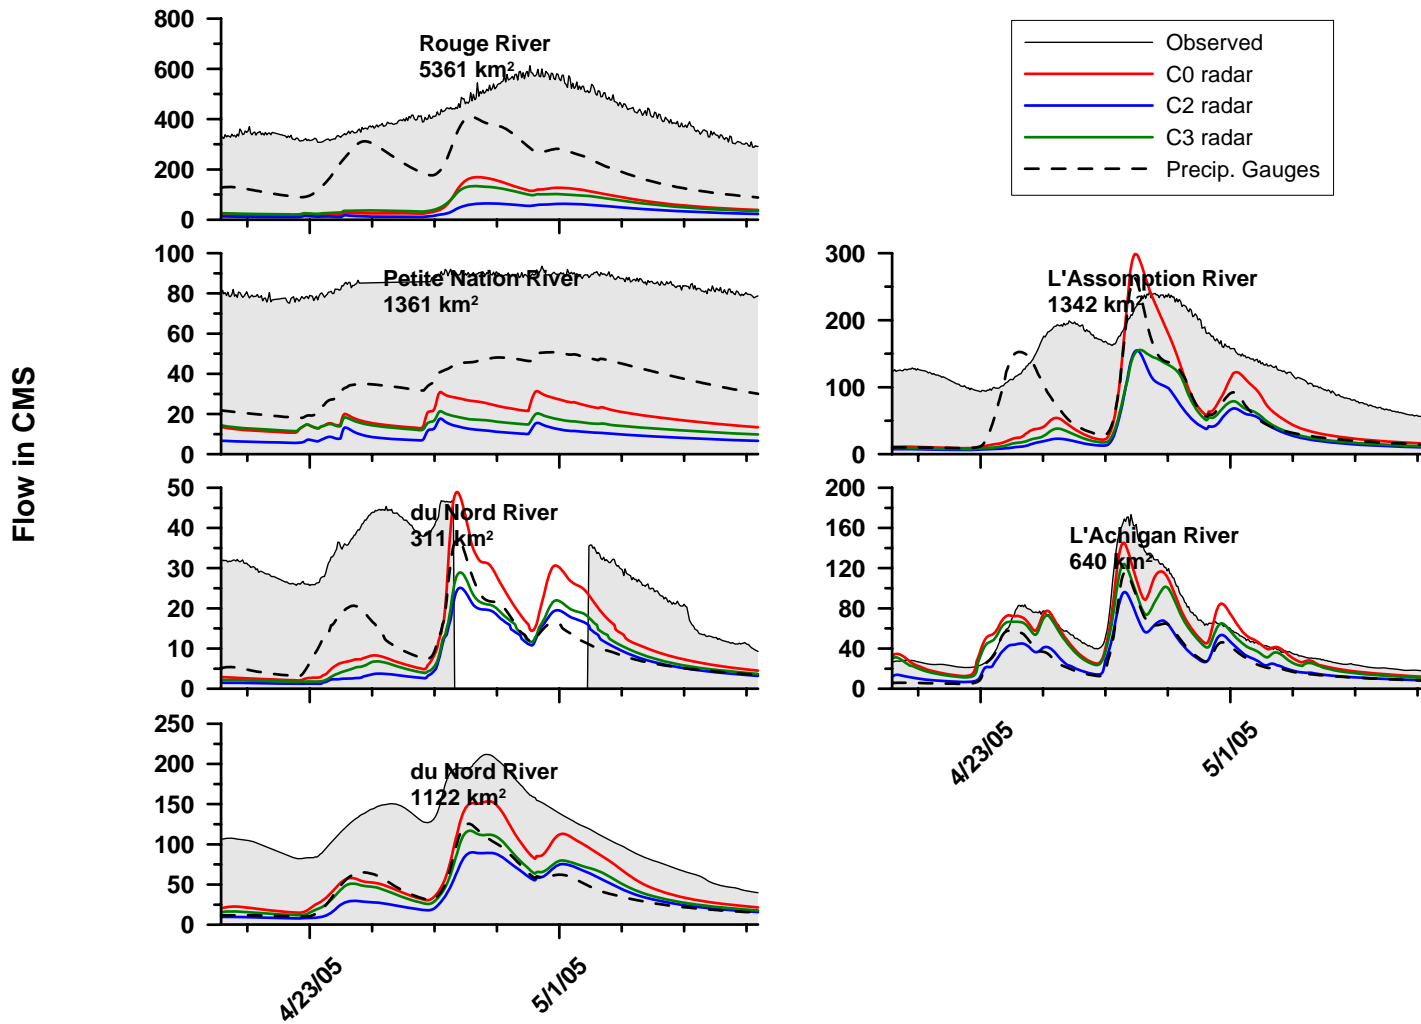 Flow in CMS
800
600
400
200
0
Rouge River
5361 km²
Observed
C0 radar
C2 radar
C3 radar
Precip. Gauges
100
80
60
40
20
0
Petite Nation River
1361 km²
300
200
100
0
L'Assomption River
1342 km²
50
40
30
20
10
0
du Nord River
311 km²
200
160
120
80
40
0
L'Achigan River
640 km²
4/23/05
5/1/05
250
200
150
100
50
0
du Nord River
1122 km²
4/23/05
5/1/05